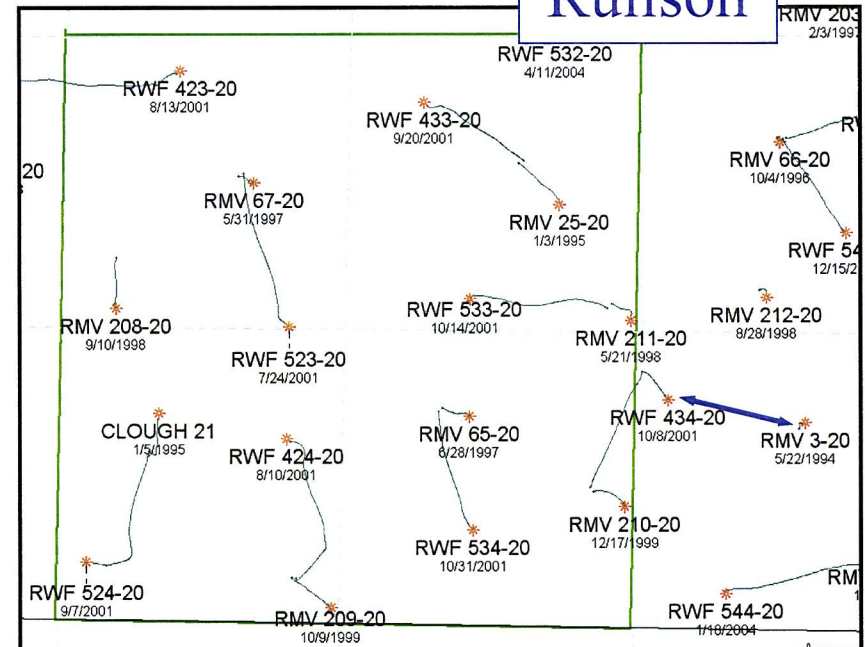 Rulison
RMV 203
2/3/1997
RWF 532-20
4/11/2004
RWF 423-20
8/13/2001
RWF 433-20
9/20/2001
RMV 66-20
10/4/1996
20
RMV 67-20
5/31/1997
RMV 25-20
1/3/1995
RWF 54
12/15/2
RMV 208-20
9/10/1998
RWF 533-20
10/14/2001
RMV 211-20
5/21/1998
RMV 212-20
8/28/1998
RWF 523-20
7/24/2001
CLOUGH 21
1/5/1995
RWF 424-20
8/10/2001
RMV 65-20
6/28/1997
RWF 434-20
10/8/2001
RMV 3-20
5/22/1994
RMV 210-20
12/17/1999
RWF 534-20
10/31/2001
RWF 524-20
9/7/2001
RMV 209-20
10/9/1999
RWF 544-20
1/18/2004
RM